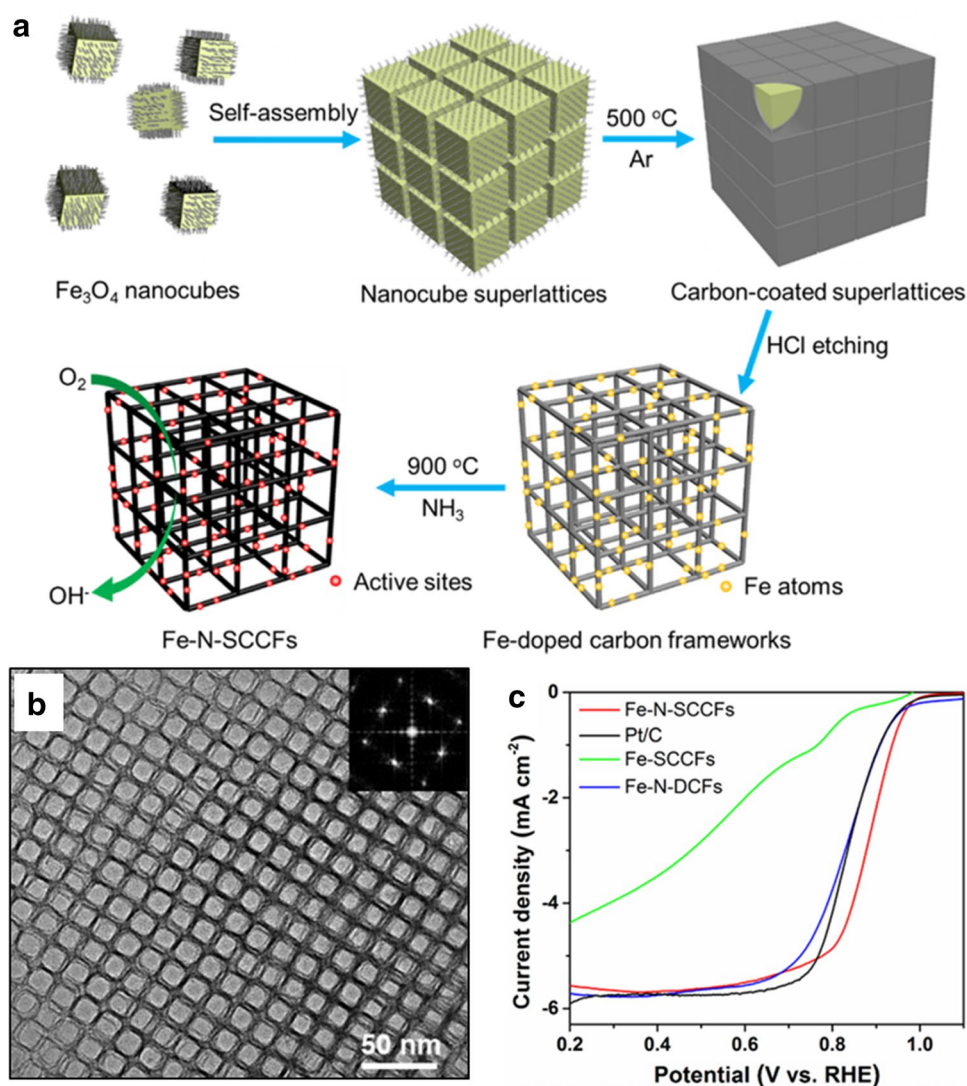 a
Self-assembly
500 °C
Ar
Fe₃O₄ nanocubes
Nanocube superlattices
Carbon-coated superlattices
HCl etching
O₂
900 °C
NH₃
OH⁻
Active sites
Fe atoms
Fe-N-SCCFs
Fe-doped carbon frameworks
b
50 nm
c
Fe-N-SCCFs
Pt/C
Fe-SCCFs
Fe-N-DCFs
Current density (mA cm⁻²)
0
-2
-4
-6
0.2
0.4
0.6
0.8
1.0
Potential (V vs. RHE)